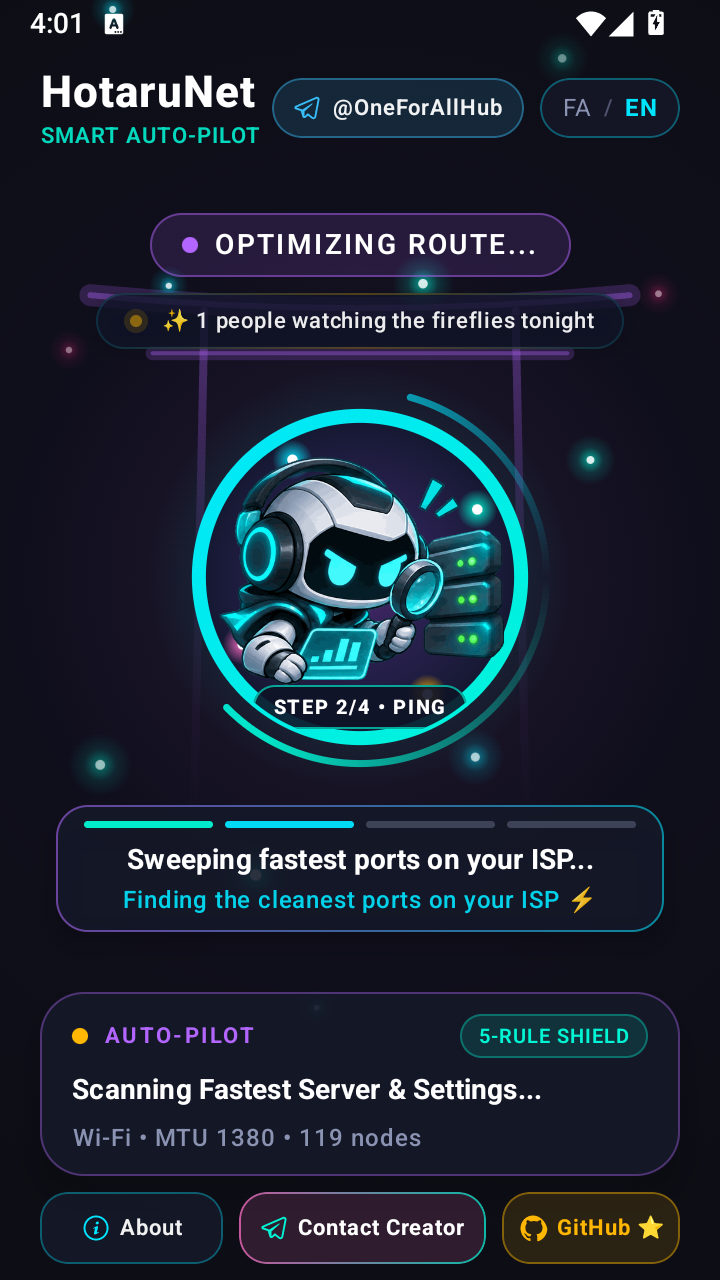 4:01
HotaruNet
SMART AUTO-PILOT
@OneForAllHub
FA / EN
OPTIMIZING ROUTE...
✨ 1 people watching the fireflies tonight
STEP 2/4 • PING
Sweeping fastest ports on your ISP...
Finding the cleanest ports on your ISP ⚡
AUTO-PILOT
5-RULE SHIELD
Scanning Fastest Server & Settings...
Wi-Fi • MTU 1380 • 119 nodes
About
Contact Creator
GitHub ⭐